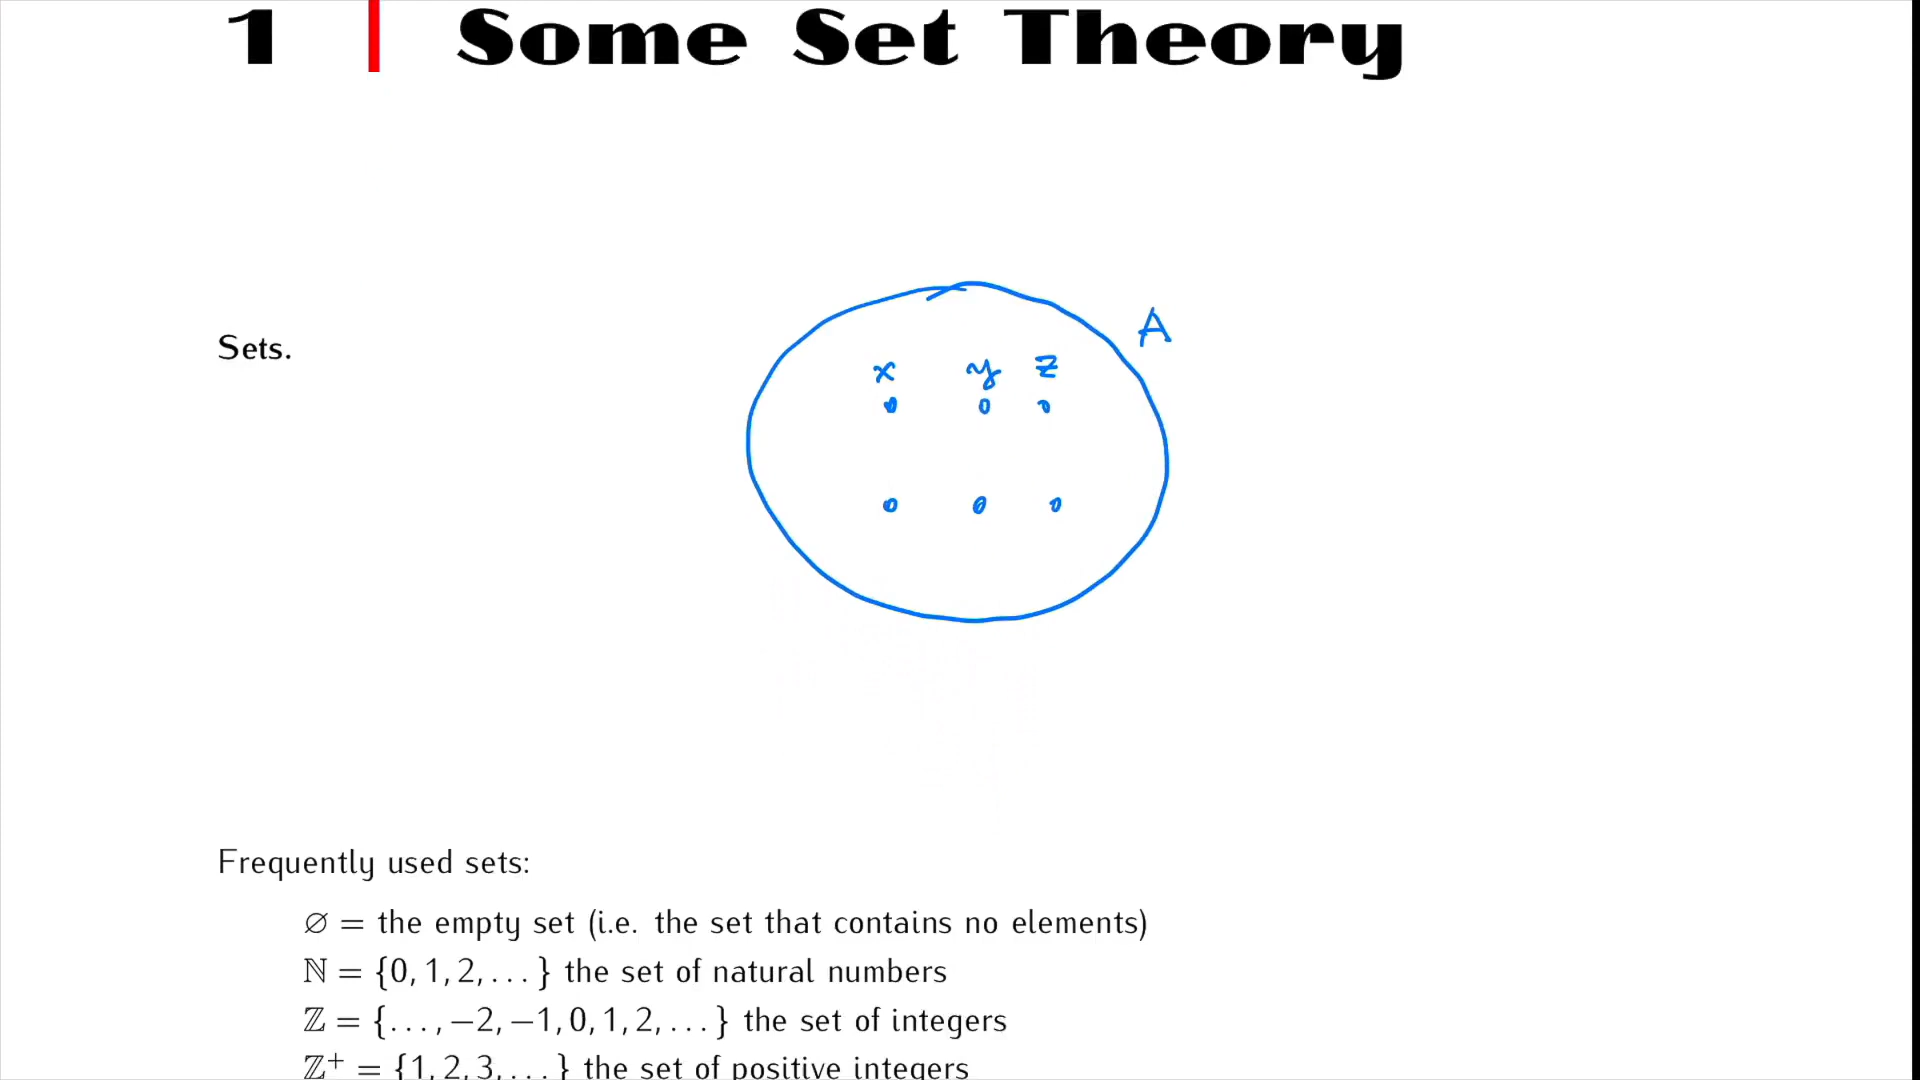 1 Some Set Theory
A
Sets.
x y z
Frequently used sets:
∅ = the empty set (i.e. the set that contains no elements)
ℕ = {0, 1, 2, . . . } the set of natural numbers
ℤ = {. . . , −2, −1, 0, 1, 2, . . . } the set of integers
ℤ⁺ = {1, 2, 3, . . . } the set of positive integers